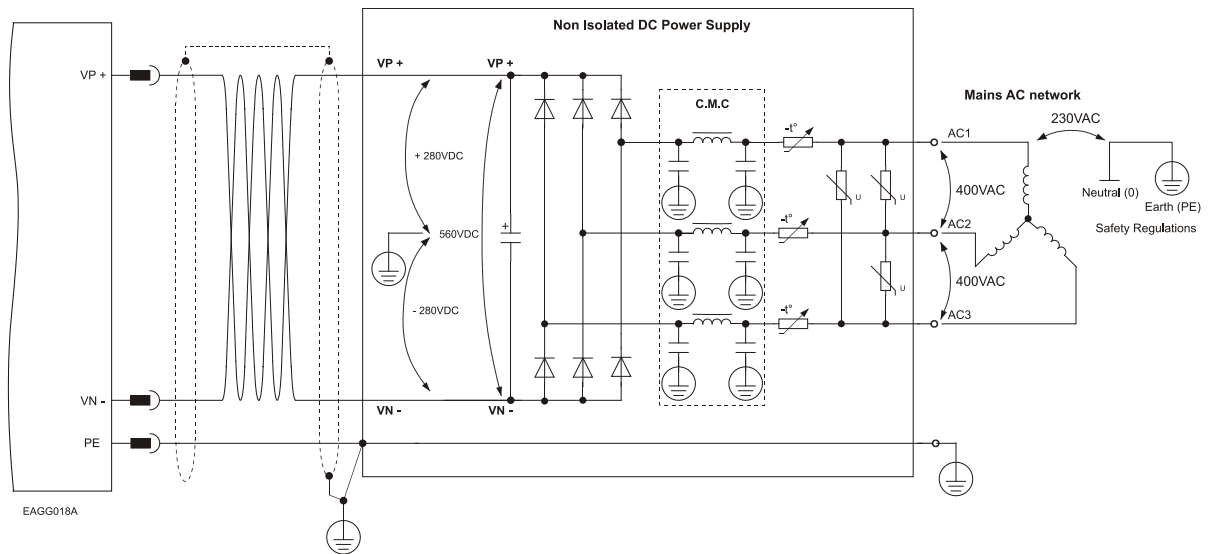 Non Isolated DC Power Supply
VP +
VP +
VP +
C.M.C
Mains AC network
230VAC
-t°
AC1
+ 280VDC
U
U
400VAC
Neutral (0)
Earth (PE)
Safety Regulations
-t°
AC2
560VDC
+
400VAC
U
- 280VDC
-t°
AC3
VN -
VN -
VN -
PE
EAGG018A